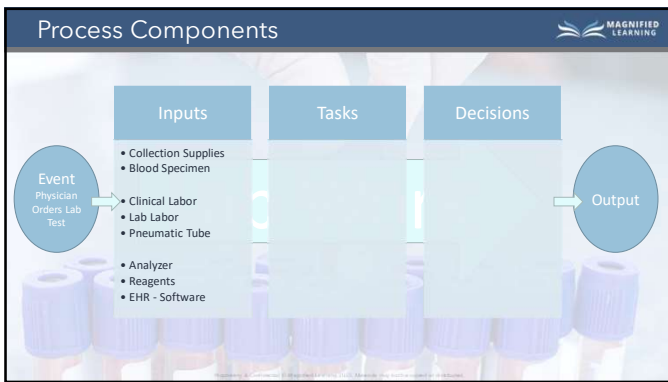 Process Components
MAGNIFIED
LEARNING
Inputs
Tasks
Decisions
Event
Physician
Orders Lab
Test
• Collection Supplies
• Blood Specimen
• Clinical Labor
• Lab Labor
• Pneumatic Tube
• Analyzer
• Reagents
• EHR - Software
Output